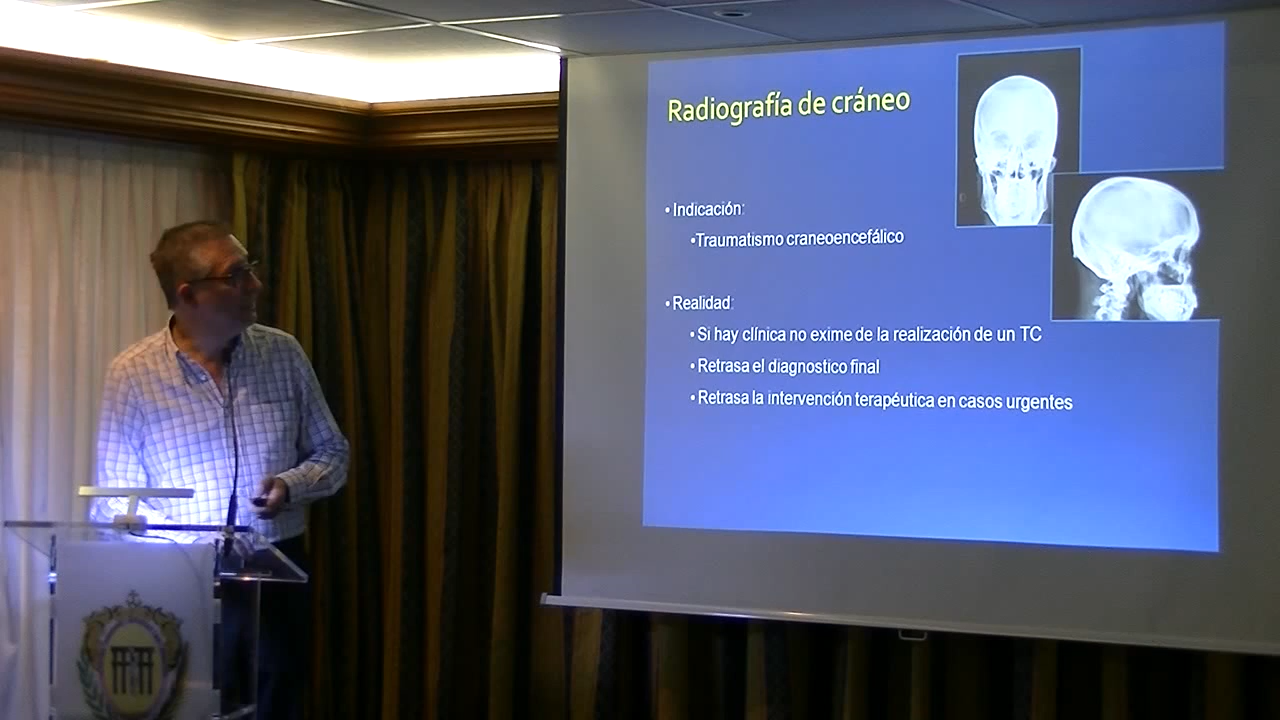 Radiografía de cráneo
• Indicación:
•Traumatismo craneoencefálico
• Realidad:
• Si hay clínica no exime de la realización de un TC
• Retrasa el diagnostico final
• Retrasa la intervención terapéutica en casos urgentes